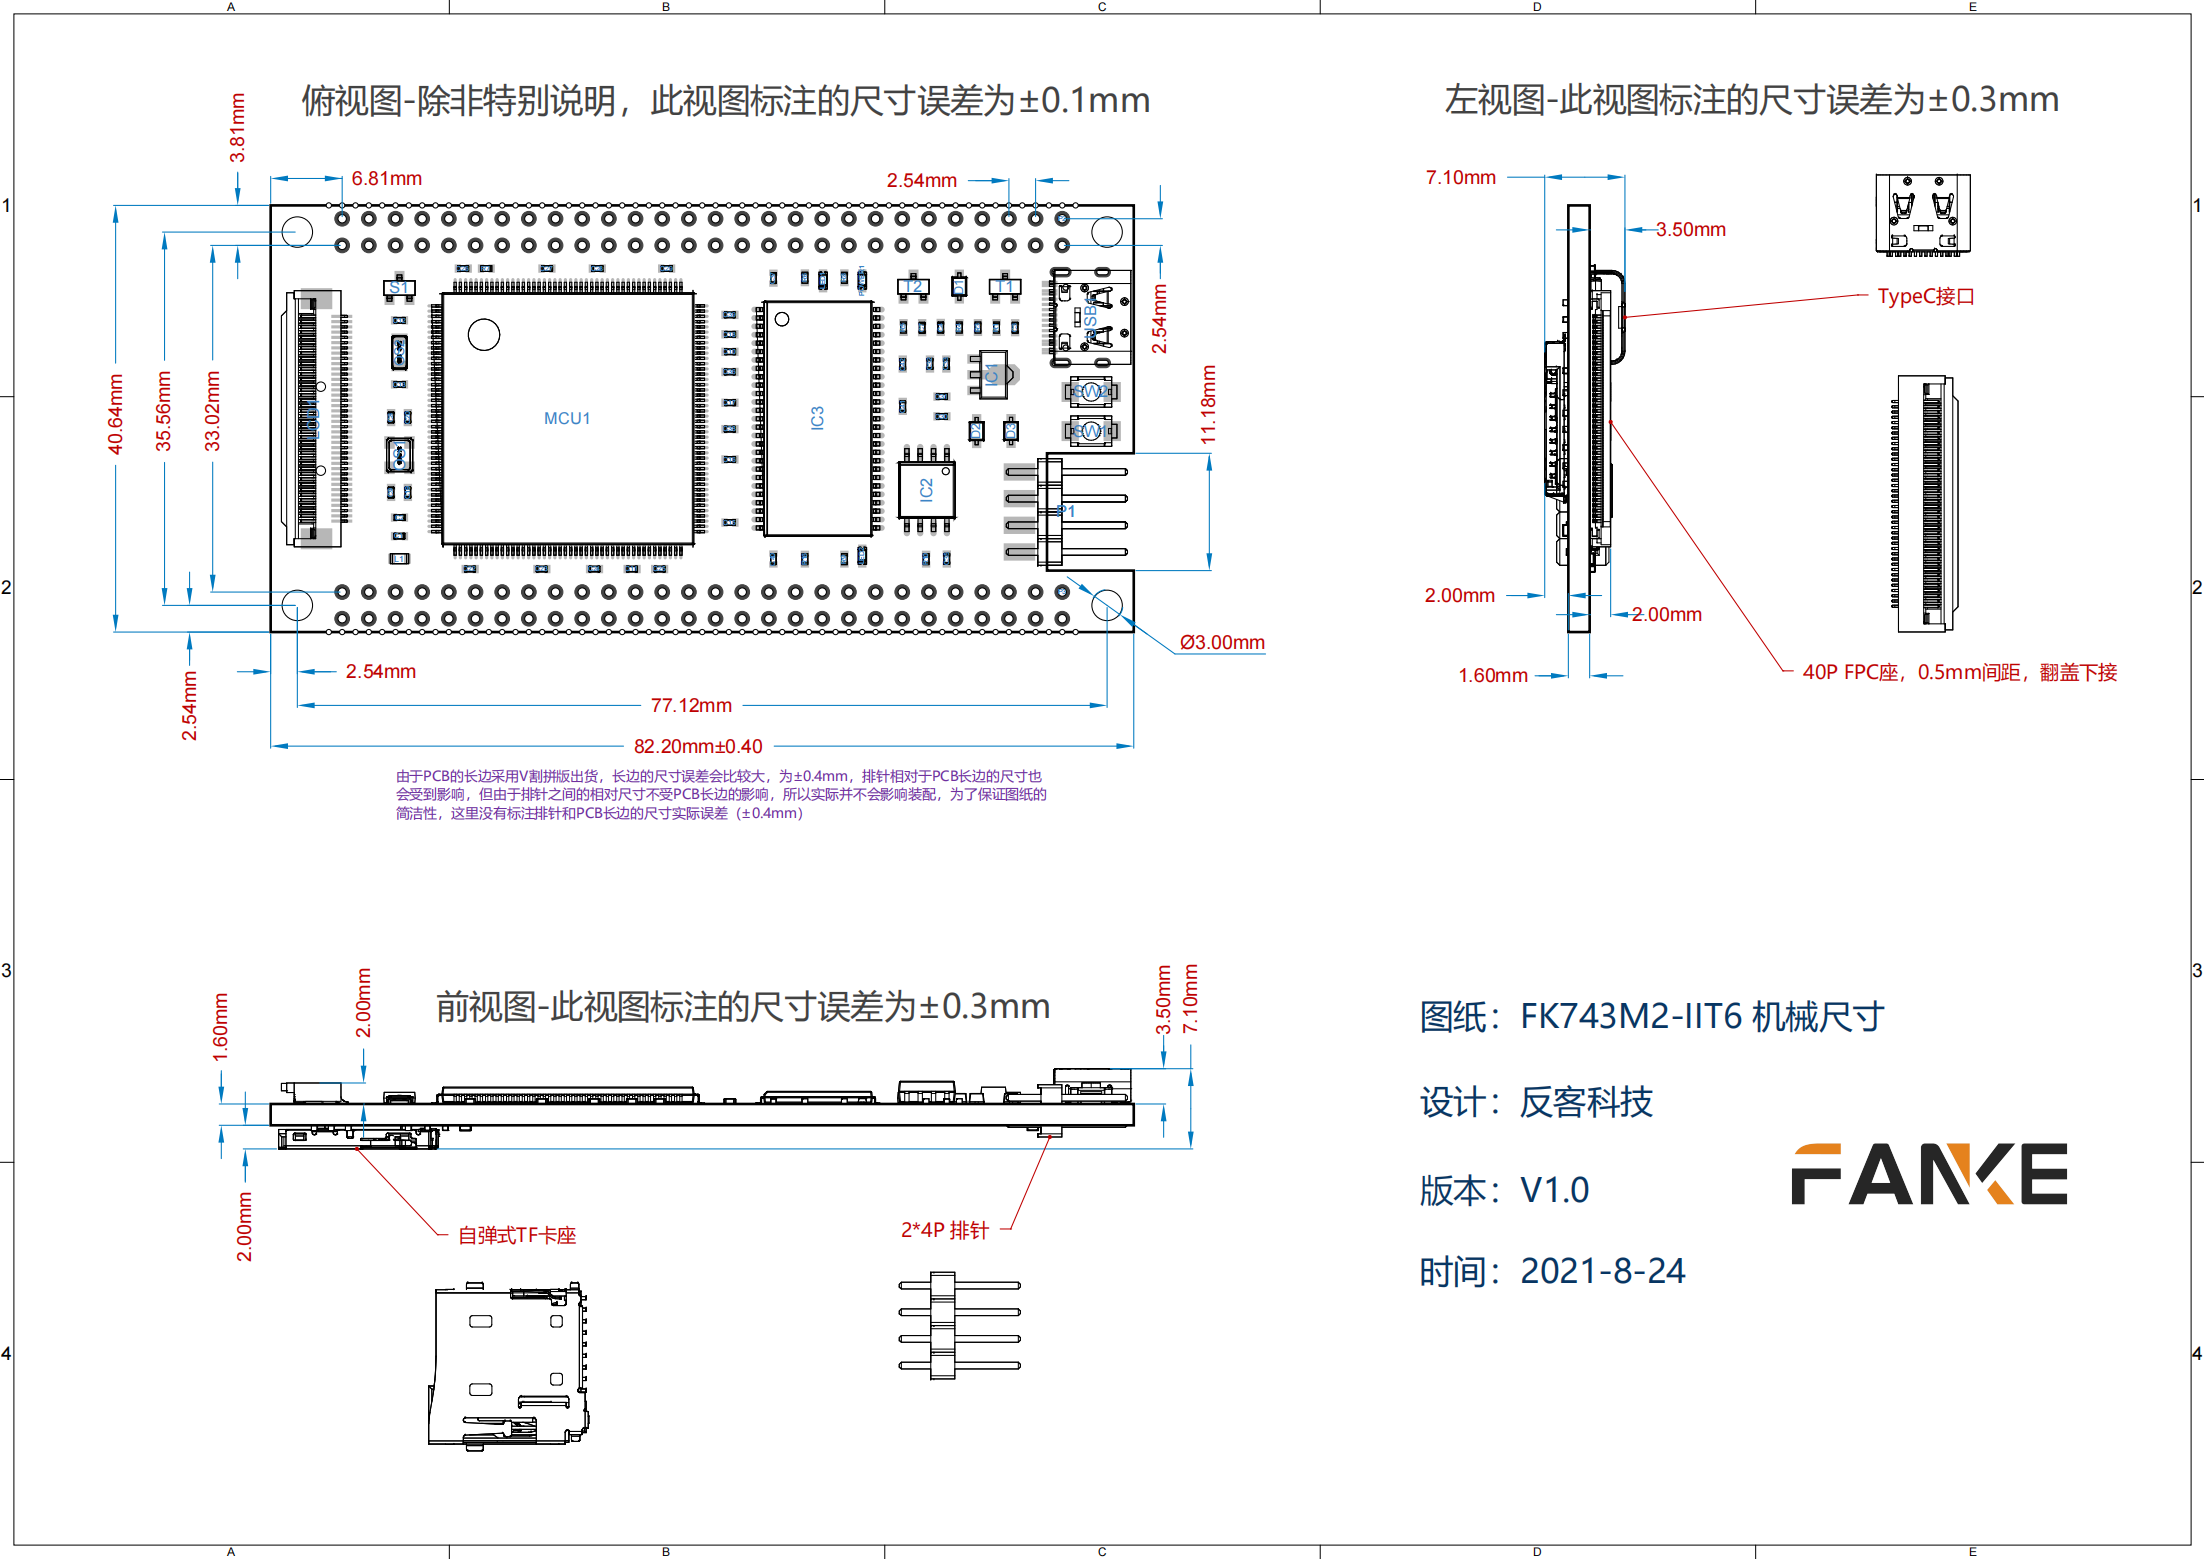 A B C D E
俯视图-除非特别说明，此视图标注的尺寸误差为±0.1mm
左视图-此视图标注的尺寸误差为±0.3mm
3.81mm
6.81mm
2.54mm
7.10mm
1
1
3.50mm
S1
T2
D1
T1
USB1
TypeC接口
2.54mm
40.64mm
35.56mm
33.02mm
IC1
SW2
11.18mm
MCU1
IC3
D2
D3
SW1
IC2
P1
L1
2
2
2.00mm
2.00mm
Ø3.00mm
2.54mm
2.54mm
1.60mm
40P FPC座，0.5mm间距，翻盖下接
77.12mm
82.20mm±0.40
由于PCB的长边采用V割拼版出货，长边的尺寸误差会比较大，为±0.4mm，排针相对于PCB长边的尺寸也
会受到影响，但由于排针之间的相对尺寸不受PCB长边的影响，所以实际并不会影响装配，为了保证图纸的
简洁性，这里没有标注排针和PCB长边的尺寸实际误差（±0.4mm）
3
3
1.60mm
2.00mm
前视图-此视图标注的尺寸误差为±0.3mm
3.50mm
7.10mm
图纸：FK743M2-IIT6 机械尺寸
设计：反客科技
版本：V1.0
FANKE
2.00mm
自弹式TF卡座
2*4P 排针
时间：2021-8-24
4
4
A B C D E